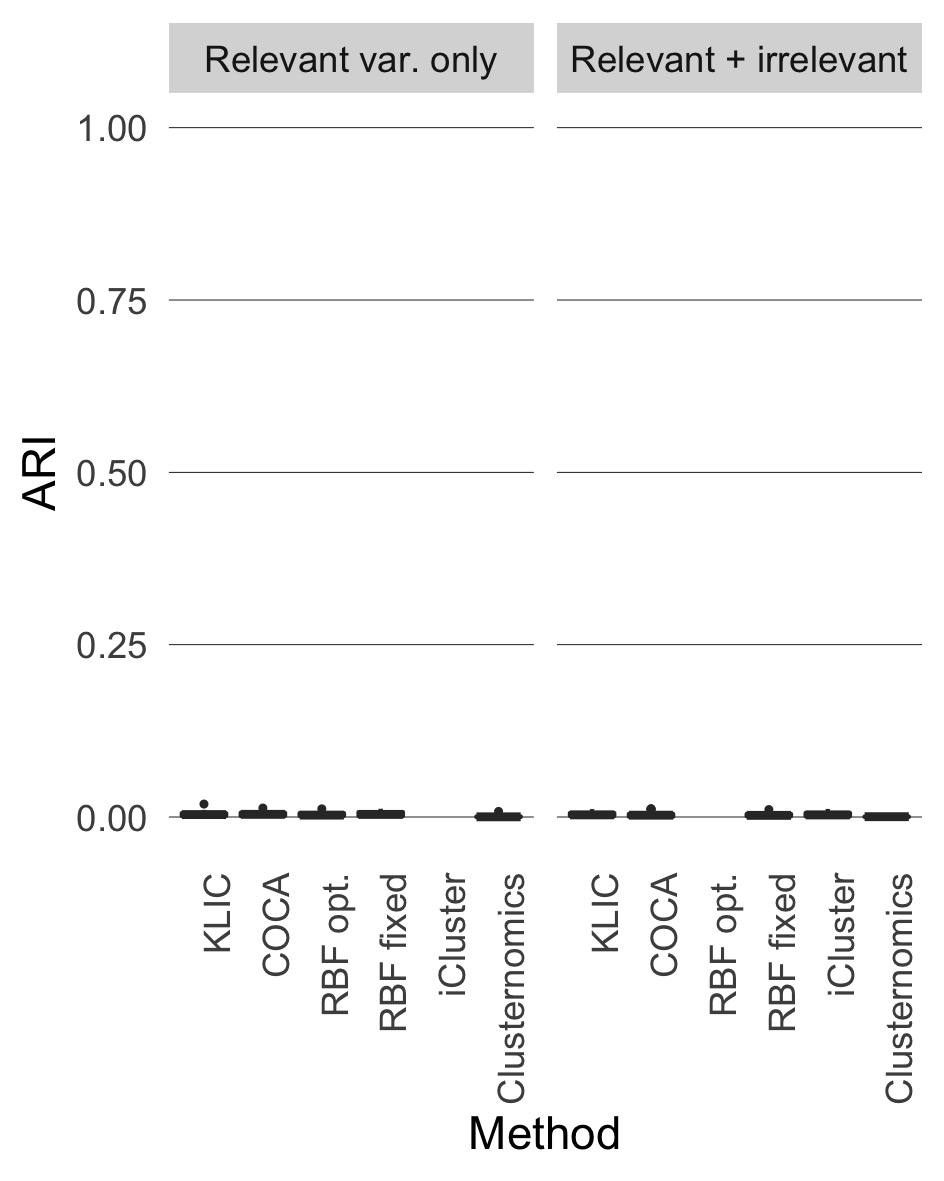 Relevant var. only
Relevant + irrelevant
1.00
0.75
0.50
0.25
0.00
ARI
KLIC
COCA
RBF opt.
RBF fixed
iCluster
Clusternomics
KLIC
COCA
RBF opt.
RBF fixed
iCluster
Clusternomics
Method